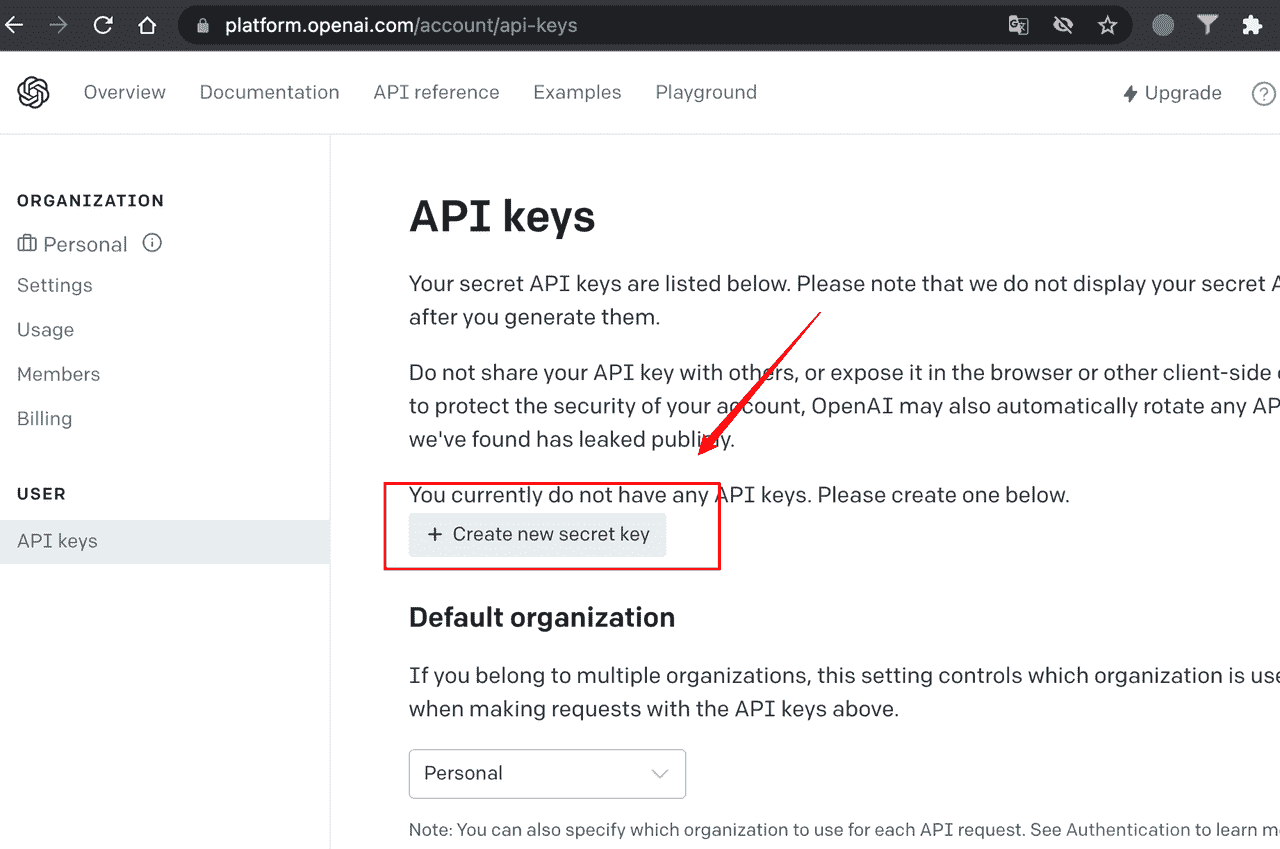 platform.openai.com/account/api-keys
Overview Documentation API reference Examples Playground Upgrade ?
ORGANIZATION
Personal
Settings
Usage
Members
Billing
USER
API keys
API keys
Your secret API keys are listed below. Please note that we do not display your secret A
after you generate them.
Do not share your API key with others, or expose it in the browser or other client-side
to protect the security of your account, OpenAI may also automatically rotate any AP
we've found has leaked publicly.
You currently do not have any API keys. Please create one below.
+ Create new secret key
Default organization
If you belong to multiple organizations, this setting controls which organization is use
when making requests with the API keys above.
Personal
Note: You can also specify which organization to use for each API request. See Authentication to learn m